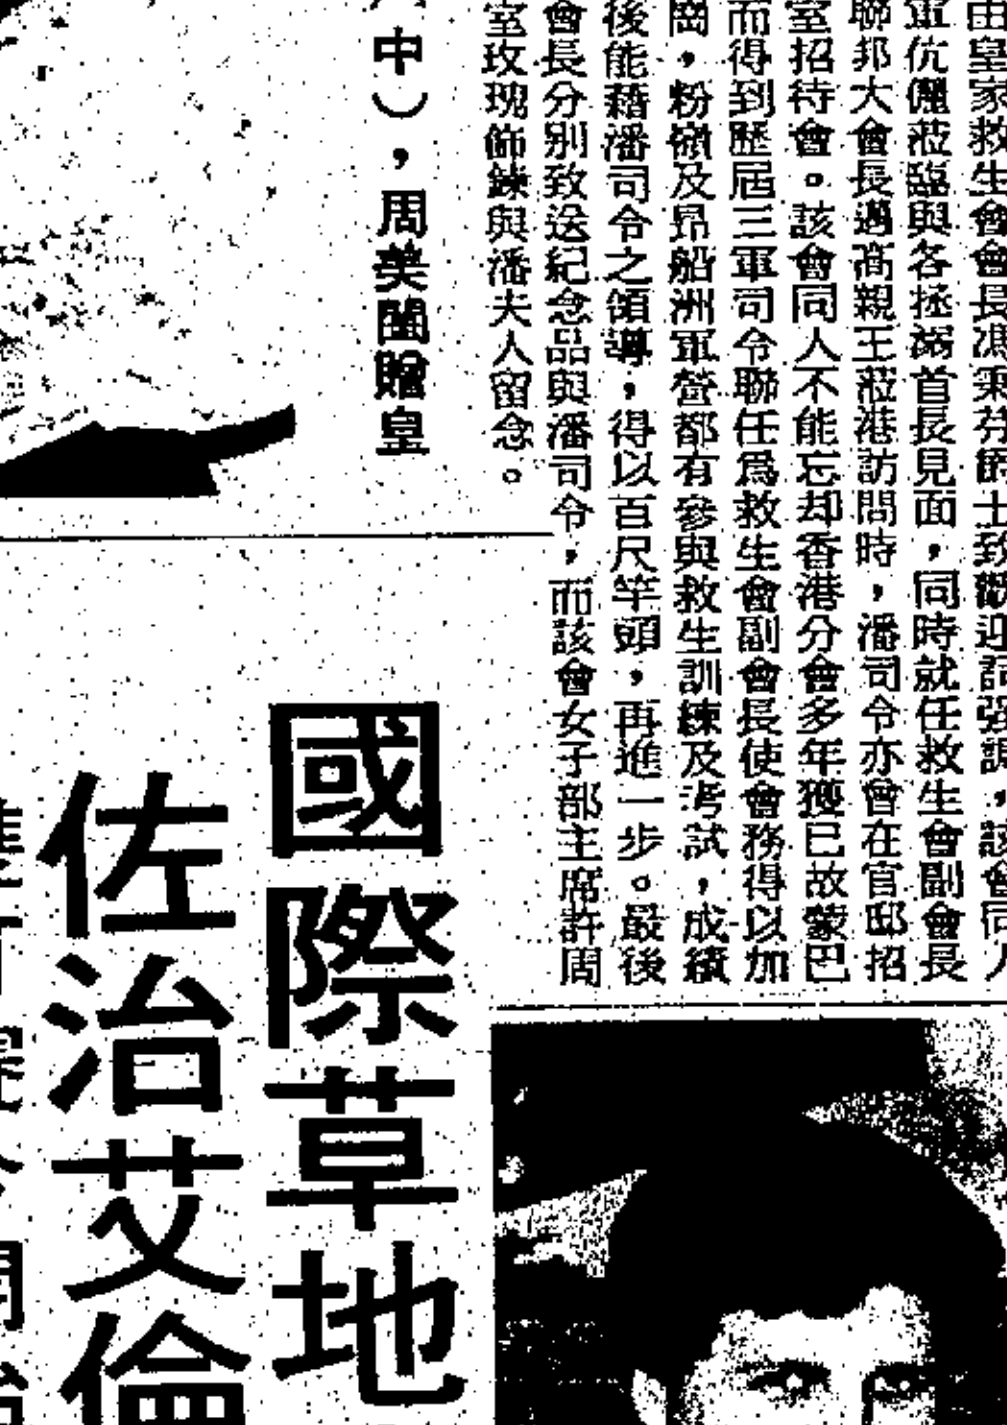 由皇家救生會會長馮秉芬爵士致歡迎詞強調，該會同人
軍伉儷蒞臨與各拯溺首長見面，同時就任救生會副會長
聯邦大會長邁高親王蒞港訪問時，潘司令亦曾在官邸招
室招待會。該會同人不能忘却香港分會多年獲已故蒙巴
而得到歷屆三軍司令聯任爲救生會副會長使會務得以加
崗，粉嶺及昂船洲軍營都有參與救生訓練及考試，成績
後能藉潘司令之領導，得以百尺竿頭，再進一步。最後
會長分别致送紀念品與潘司令，而該會女子部主席許周
室玫瑰飾鍊與潘夫人留念。
中），周美閶贈皇
國際草地
佐治艾倫